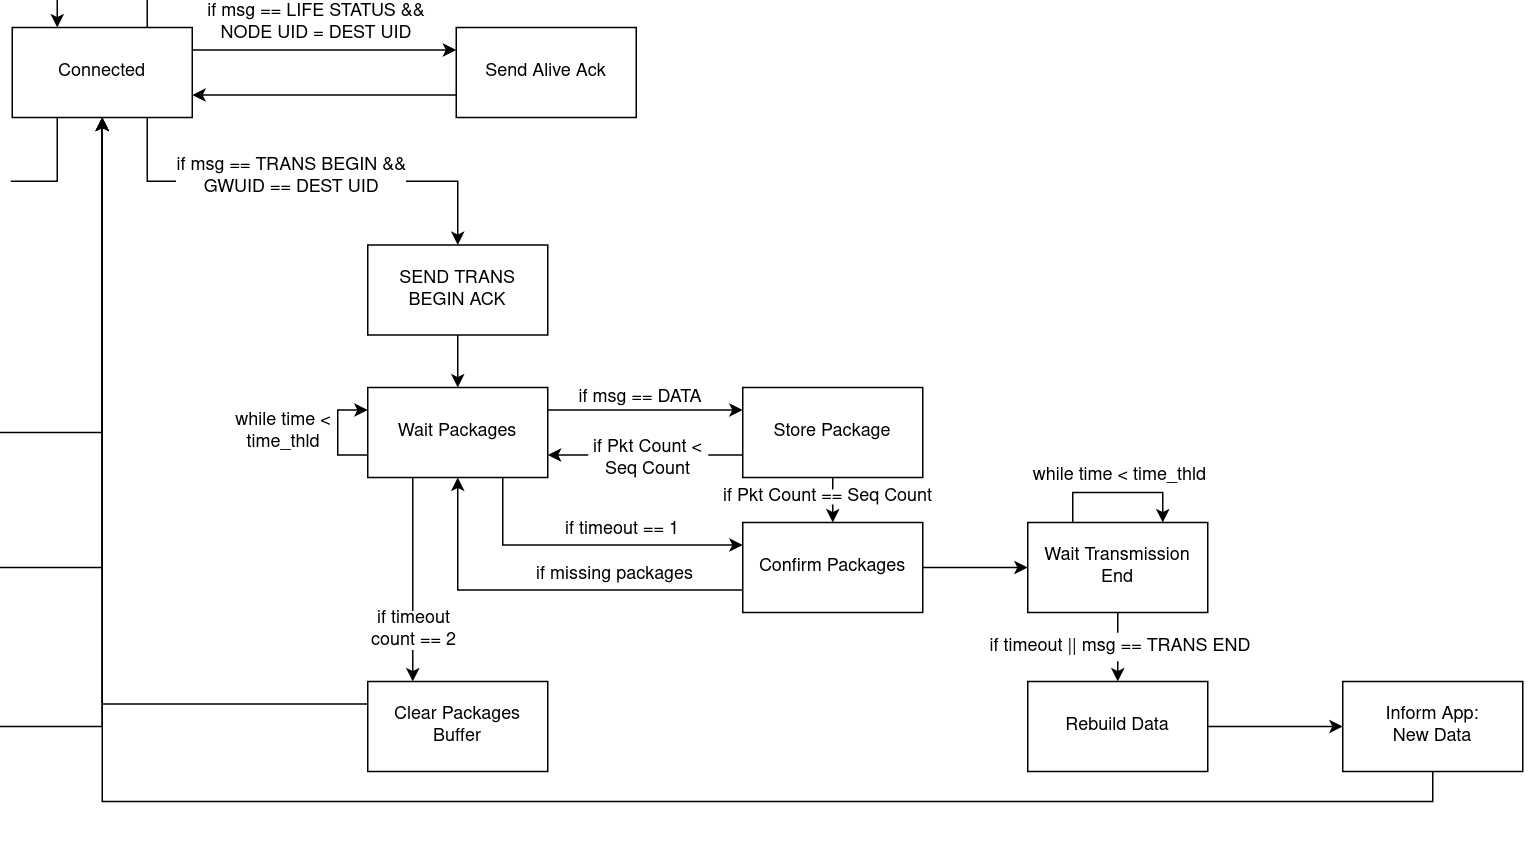 if msg == LIFE STATUS &&
NODE UID = DEST UID
Connected
Send Alive Ack
if msg == TRANS BEGIN &&
GWUID == DEST UID
SEND TRANS
BEGIN ACK
while time <
time_thld
Wait Packages
if msg == DATA
Store Package
if Pkt Count <
Seq Count
if Pkt Count == Seq Count
while time < time_thld
if timeout == 1
Confirm Packages
Wait Transmission
End
if missing packages
if timeout
count == 2
if timeout || msg == TRANS END
Clear Packages
Buffer
Rebuild Data
Inform App:
New Data